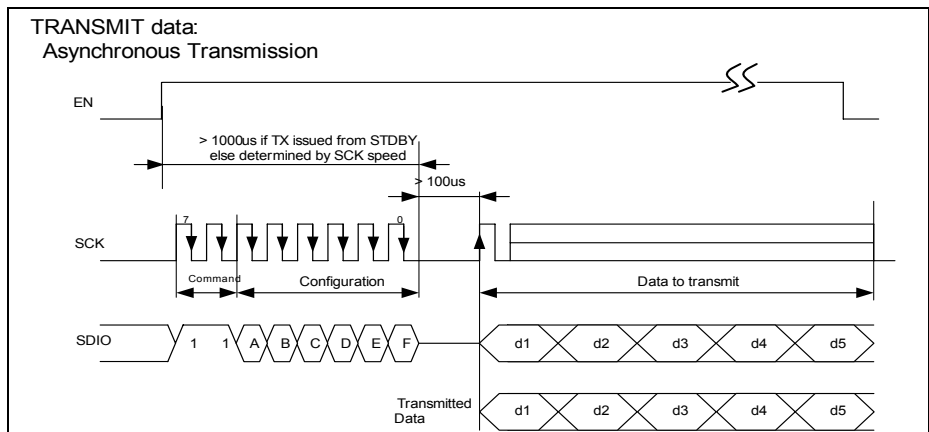 TRANSMIT data:
Asynchronous Transmission
EN
> 1000us if TX issued from STDBY
else determined by SCK speed
> 100us
7
0
SCK
Command
Configuration
Data to transmit
SDIO
1 1 A B C D E F
d1 d2 d3 d4 d5
Transmitted
Data
d1 d2 d3 d4 d5